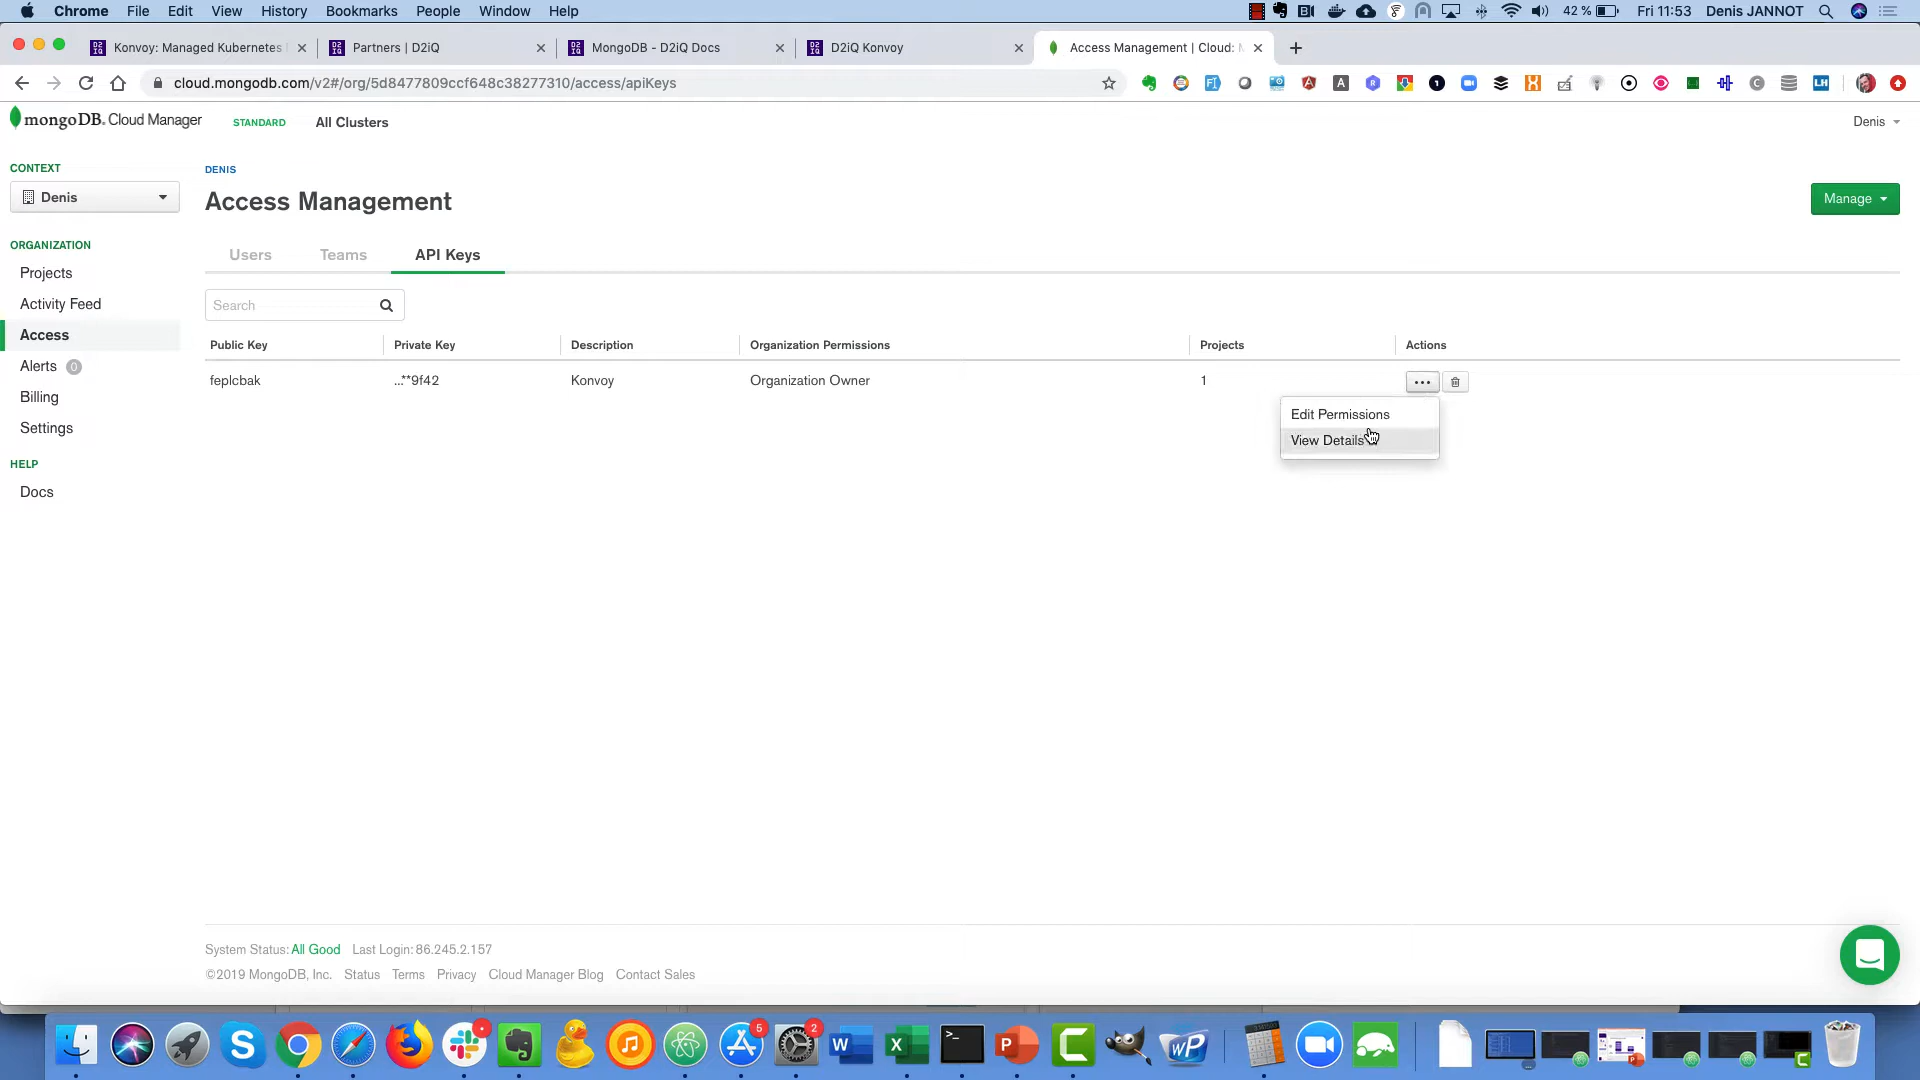 Chrome File Edit View History Bookmarks People Window Help 42 % Fri 11:53 Denis JANNOT
Konvoy: Managed Kubernetes Partners | D2iQ MongoDB - D2iQ Docs D2iQ Konvoy Access Management | Cloud: M
cloud.mongodb.com/v2#/org/5d8477809ccf648c38277310/access/apiKeys
mongoDB. Cloud Manager STANDARD All Clusters Denis
CONTEXT
Denis
DENIS
Access Management
Manage
ORGANIZATION
Projects
Activity Feed
Access
Alerts 0
Billing
Settings
HELP
Docs
Users Teams API Keys
Search
Public Key Private Key Description Organization Permissions Projects Actions
feplcbak ...**9f42 Konvoy Organization Owner 1
Edit Permissions
View Details
System Status: All Good Last Login: 86.245.2.157
©2019 MongoDB, Inc. Status Terms Privacy Cloud Manager Blog Contact Sales
5 2